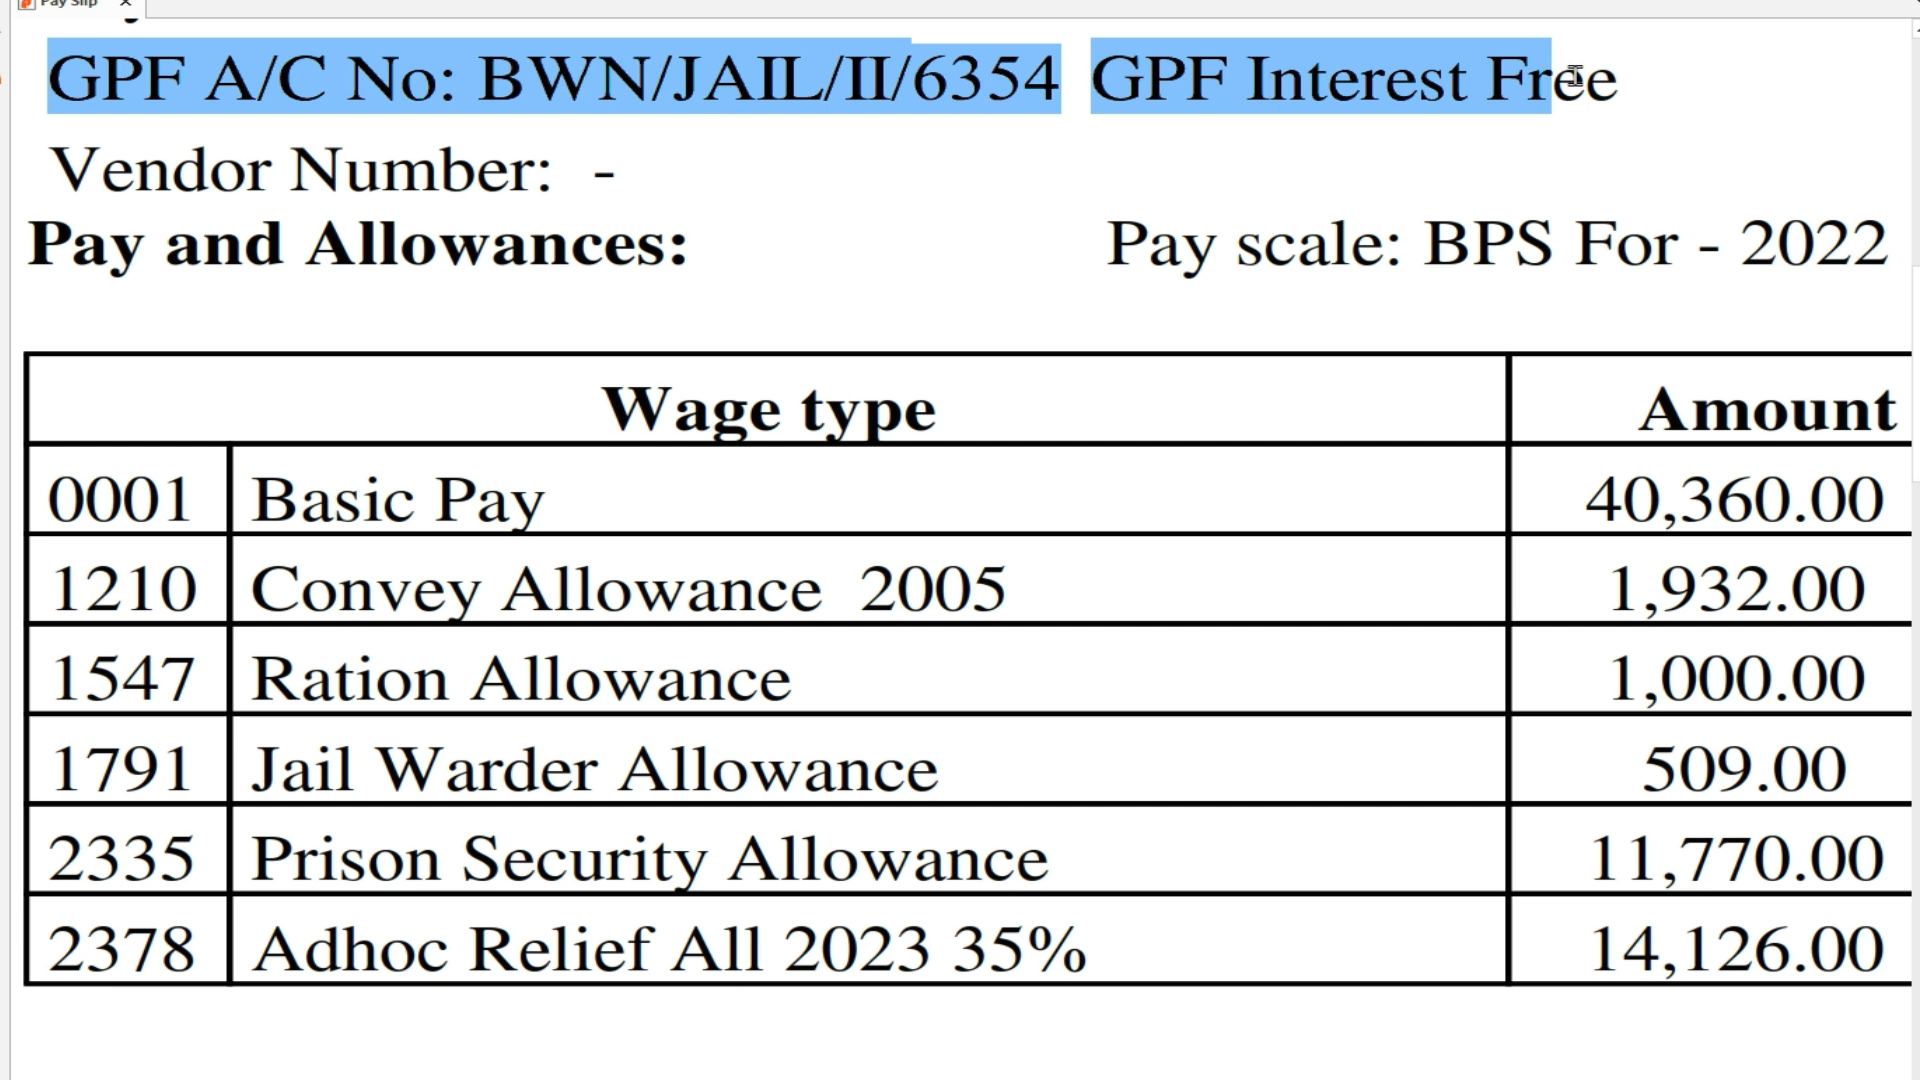 Pay Slip
GPF A/C No: BWN/JAIL/II/6354 GPF Interest Free
Vendor Number: -
Pay and Allowances: Pay scale: BPS For - 2022
Wage type Amount
0001 Basic Pay 40,360.00
1210 Convey Allowance 2005 1,932.00
1547 Ration Allowance 1,000.00
1791 Jail Warder Allowance 509.00
2335 Prison Security Allowance 11,770.00
2378 Adhoc Relief All 2023 35% 14,126.00